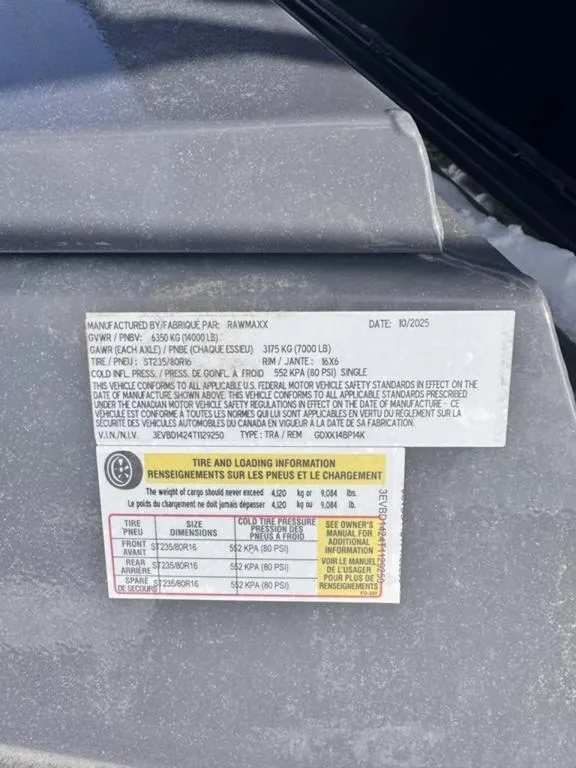 MANUFACTURED BY/FABRIQUÉ PAR: RAWMAXX DATE: 10/2025
GVWR / PNBV: 6350 KG (14000 LB)
GAWR (EACH AXLE) / PNBE (CHAQUE ESSIEU) 3175 KG (7000 LB)
TIRE / PNEU: ST235/80R16 RIM / JANTE: 16X6
COLD INFL. PRESS. / PRESS. DE GONFL. A FROID 552 KPA (80 PSI) SINGLE
THIS VEHICLE CONFORMS TO ALL APPLICABLE U.S. FEDERAL MOTOR VEHICLE SAFETY STANDARDS IN EFFECT ON THE
DATE OF MANUFACTURE SHOWN ABOVE. THIS VEHICLE CONFORMS TO ALL APPLICABLE STANDARDS PRESCRIBED
UNDER THE CANADIAN MOTOR VEHICLE SAFETY REGULATIONS IN EFFECT ON THE DATE OF MANUFACTURE - CE
VÉHICULE EST CONFORME A TOUTES LES NORMES QUI LUI SONT APPLICABLES EN VERTU DU RÉGLEMENT SUR LA
SÉCURITÉ DES VÉHICULES AUTOMOBILES DU CANADA EN VIGUEUR A LA DATE DE SA FABRICATION.
V.I.N./N.I.V. 3EVBD1424T1129250 TYPE: TRA / REM GDXK14BP14K
TIRE AND LOADING INFORMATION
RENSEIGNEMENTS SUR LES PNEUS ET LE CHARGEMENT
The weight of cargo should never exceed 4,120 kg or 9,084 lbs.
Le poids du chargement ne doit jamais dépasser 4,120 kg ou 9,084 lb.
TIRE PNEU SIZE DIMENSIONS COLD TIRE PRESSURE PRESSION DES PNEUS À FROID
FRONT AVANT ST235/80R16 552 KPA (80 PSI)
REAR ARRIÈRE ST235/80R16 552 KPA (80 PSI)
SPARE DE SECOURS ST235/80R16 552 KPA (80 PSI)
SEE OWNER'S
MANUAL FOR
ADDITIONAL
INFORMATION
VOIR LE MANUEL
DE L'USAGER
POUR PLUS DE
RENSEIGNEMENTS
3EVBD1424T1129250